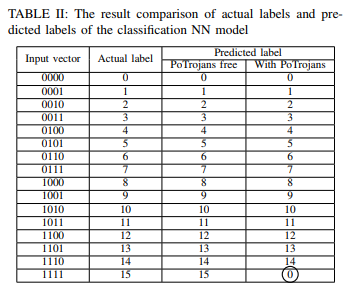 TABLE II: The result comparison of actual labels and pre-
dicted labels of the classification NN model
Input vector Actual label Predicted label
PoTrojans free With PoTrojans
0000 0 0 0
0001 1 1 1
0010 2 2 2
0011 3 3 3
0100 4 4 4
0101 5 5 5
0110 6 6 6
0111 7 7 7
1000 8 8 8
1001 9 9 9
1010 10 10 10
1011 11 11 11
1100 12 12 12
1101 13 13 13
1110 14 14 14
1111 15 15 0